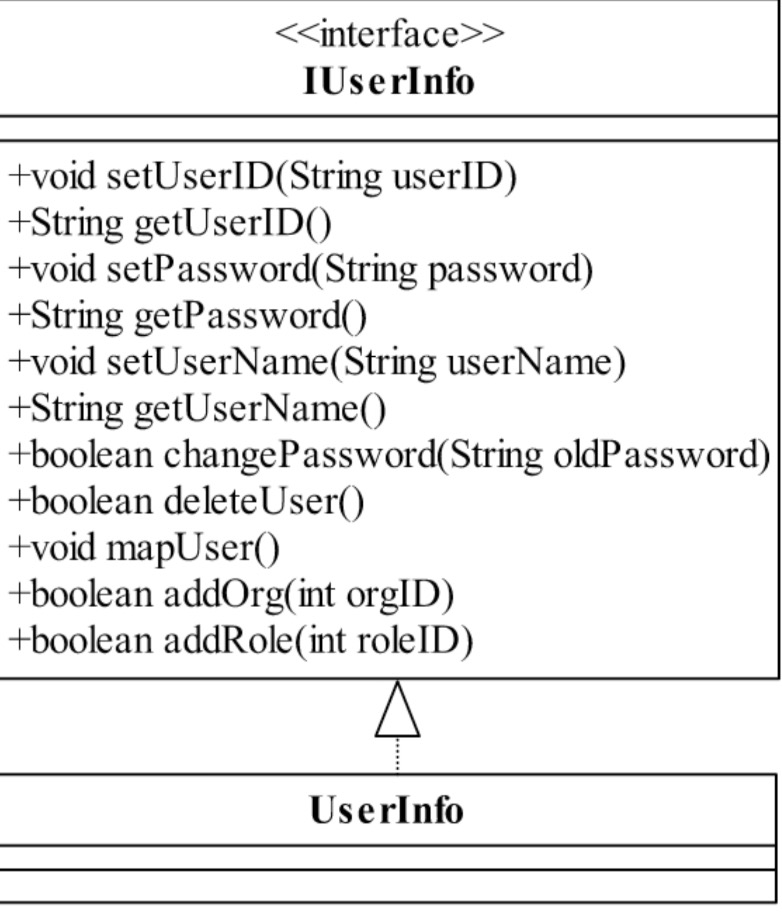 <<interface>>
IUserInfo
+void setUserID(String userID)
+String getUserID()
+void setPassword(String password)
+String getPassword()
+void setUserName(String userName)
+String getUserName()
+boolean changePassword(String oldPassword)
+boolean deleteUser()
+void mapUser()
+boolean addOrg(int orgID)
+boolean addRole(int roleID)
UserInfo